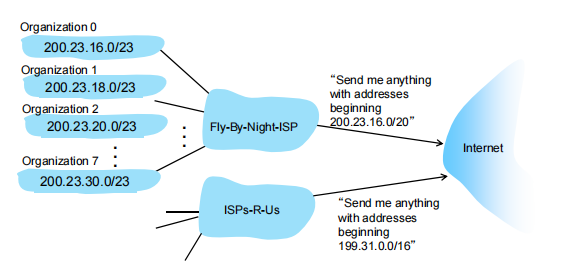 Organization 0
200.23.16.0/23
Organization 1
200.23.18.0/23
Organization 2
200.23.20.0/23
Organization 7
200.23.30.0/23
Fly-By-Night-ISP
“Send me anything
with addresses
beginning
200.23.16.0/20”
Internet
ISPs-R-Us
“Send me anything
with addresses
beginning
199.31.0.0/16”